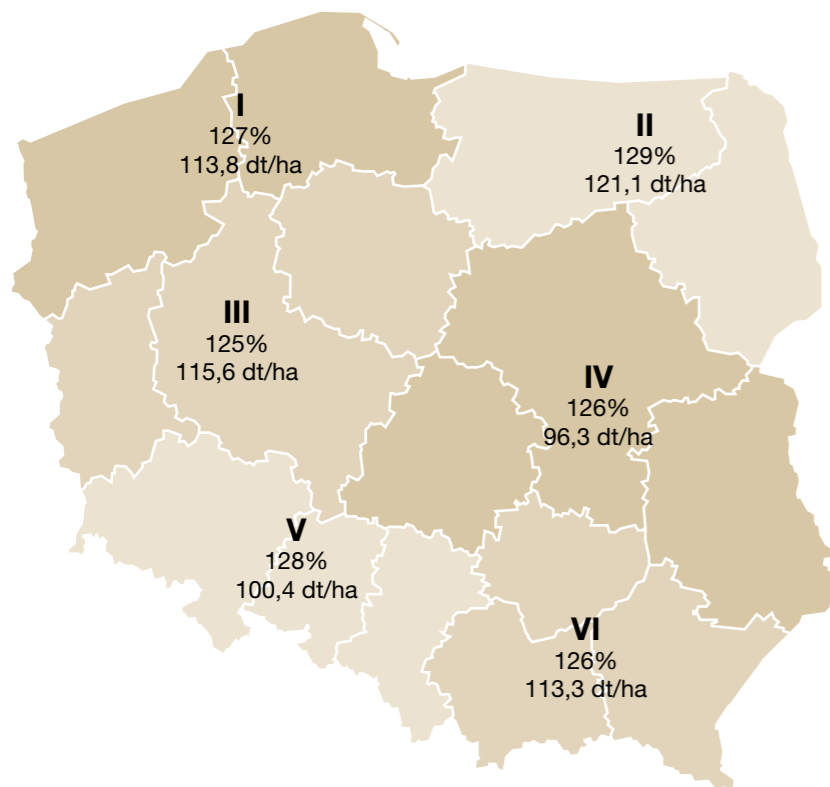 I
127%
113,8 dt/ha
II
129%
121,1 dt/ha
III
125%
115,6 dt/ha
IV
126%
96,3 dt/ha
V
128%
100,4 dt/ha
VI
126%
113,3 dt/ha